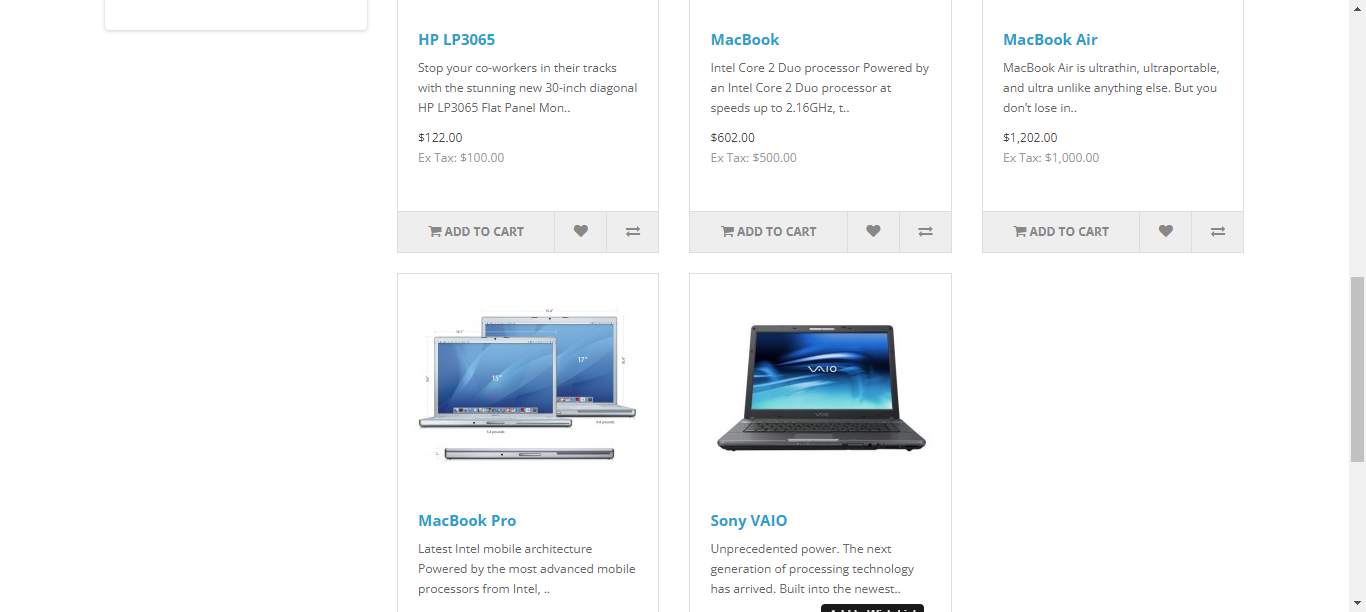 HP LP3065
Stop your co-workers in their tracks
with the stunning new 30-inch diagonal
HP LP3065 Flat Panel Mon..
$122.00
Ex Tax: $100.00
ADD TO CART
MacBook
Intel Core 2 Duo processor Powered by
an Intel Core 2 Duo processor at
speeds up to 2.16GHz, t..
$602.00
Ex Tax: $500.00
ADD TO CART
MacBook Air
MacBook Air is ultrathin, ultraportable,
and ultra unlike anything else. But you
don’t lose in..
$1,202.00
Ex Tax: $1,000.00
ADD TO CART
15"
17"
MacBook Pro
Latest Intel mobile architecture
Powered by the most advanced mobile
processors from Intel, ..
VAIO
VAIO
Sony VAIO
Unprecedented power. The next
generation of processing technology
has arrived. Built into the newest..